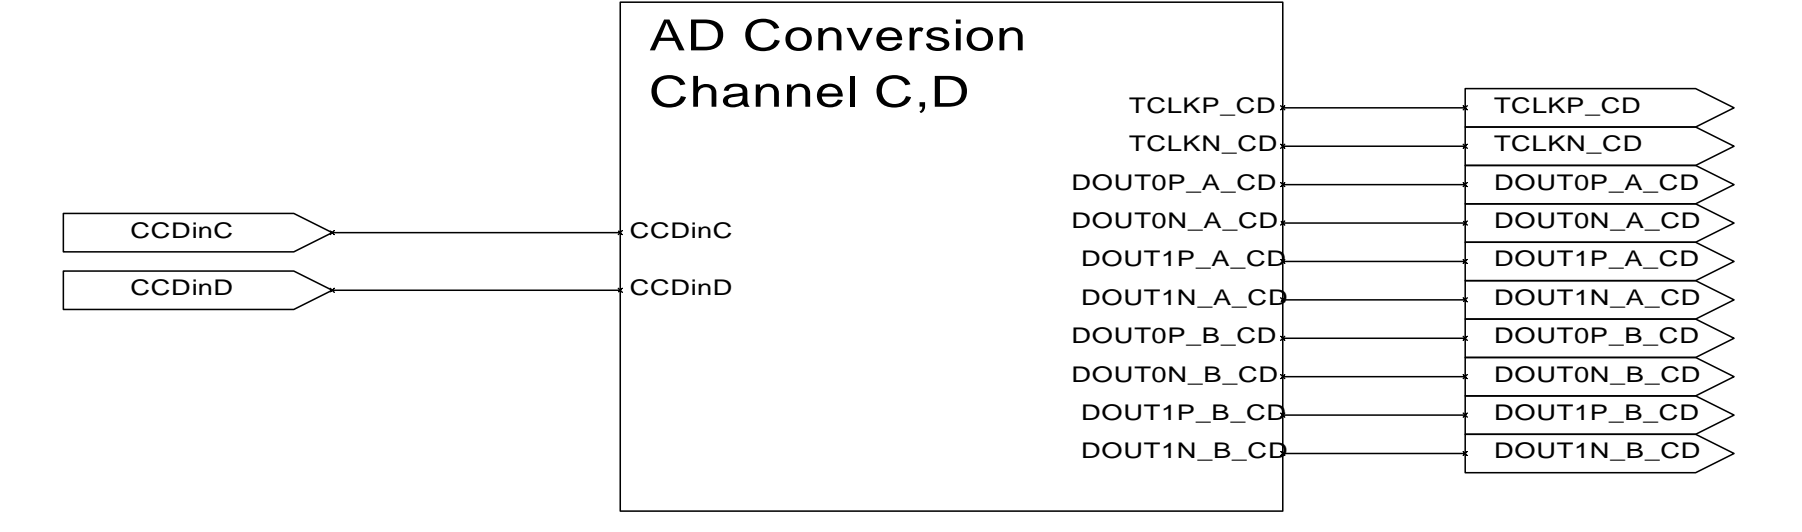 AD Conversion
Channel C,D
TCLKP_CD TCLKP_CD
TCLKN_CD TCLKN_CD
DOUT0P_A_CD DOUT0P_A_CD
DOUT0N_A_CD DOUT0N_A_CD
CCDinC CCDinC
DOUT1P_A_CD DOUT1P_A_CD
CCDinD CCDinD
DOUT1N_A_CD DOUT1N_A_CD
DOUT0P_B_CD DOUT0P_B_CD
DOUT0N_B_CD DOUT0N_B_CD
DOUT1P_B_CD DOUT1P_B_CD
DOUT1N_B_CD DOUT1N_B_CD